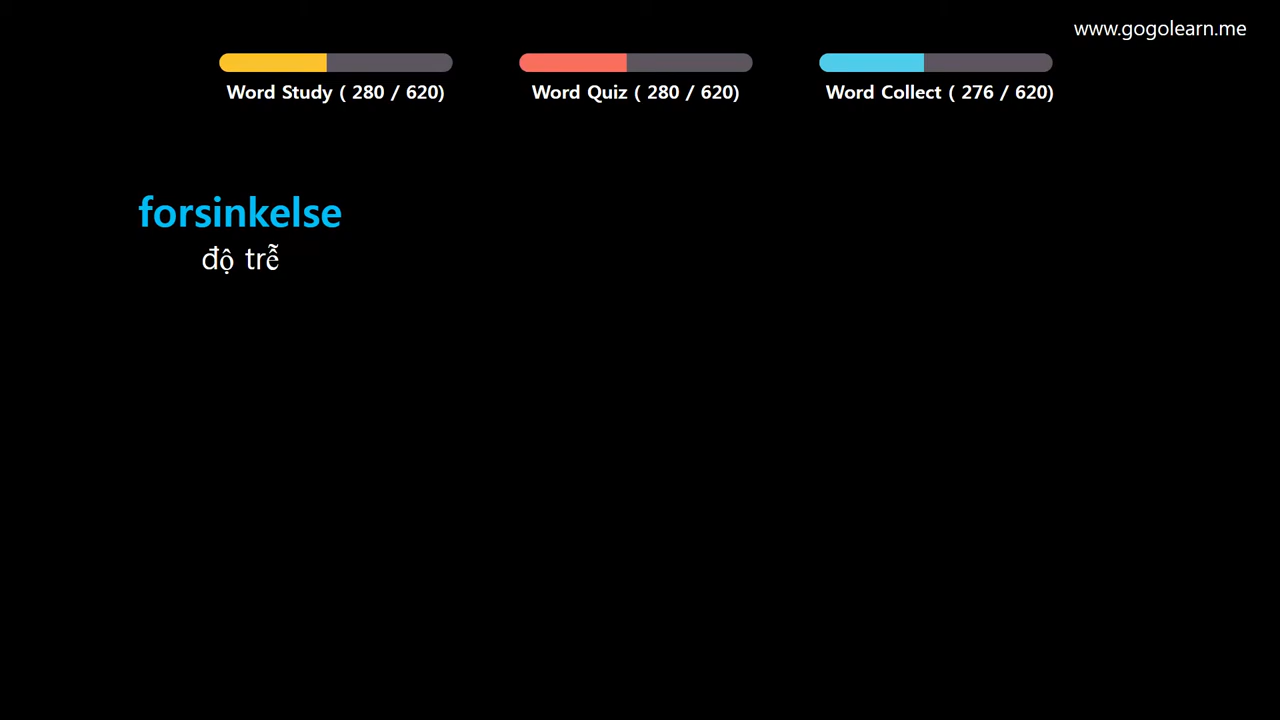 www.gogolearn.me
Word Study ( 280 / 620)
Word Quiz ( 280 / 620)
Word Collect ( 276 / 620)
forsinkelse
độ trễ